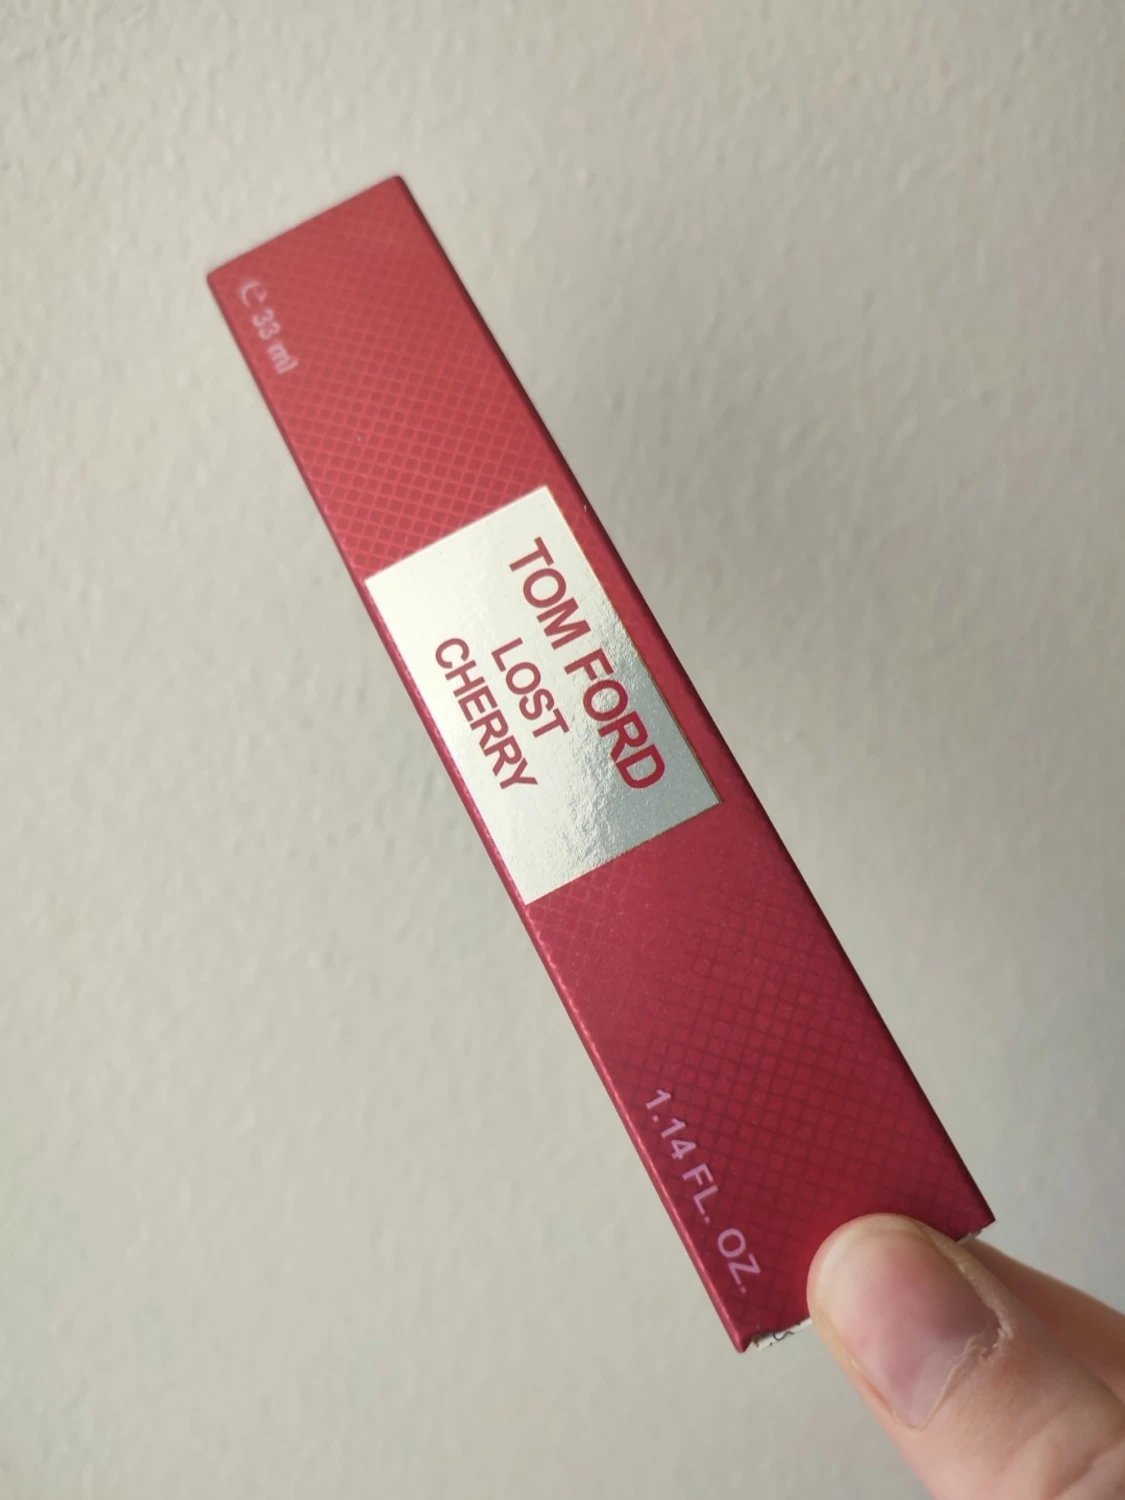 ℮ 33 ml
TOM FORD
LOST
CHERRY
1.14 FL. OZ.